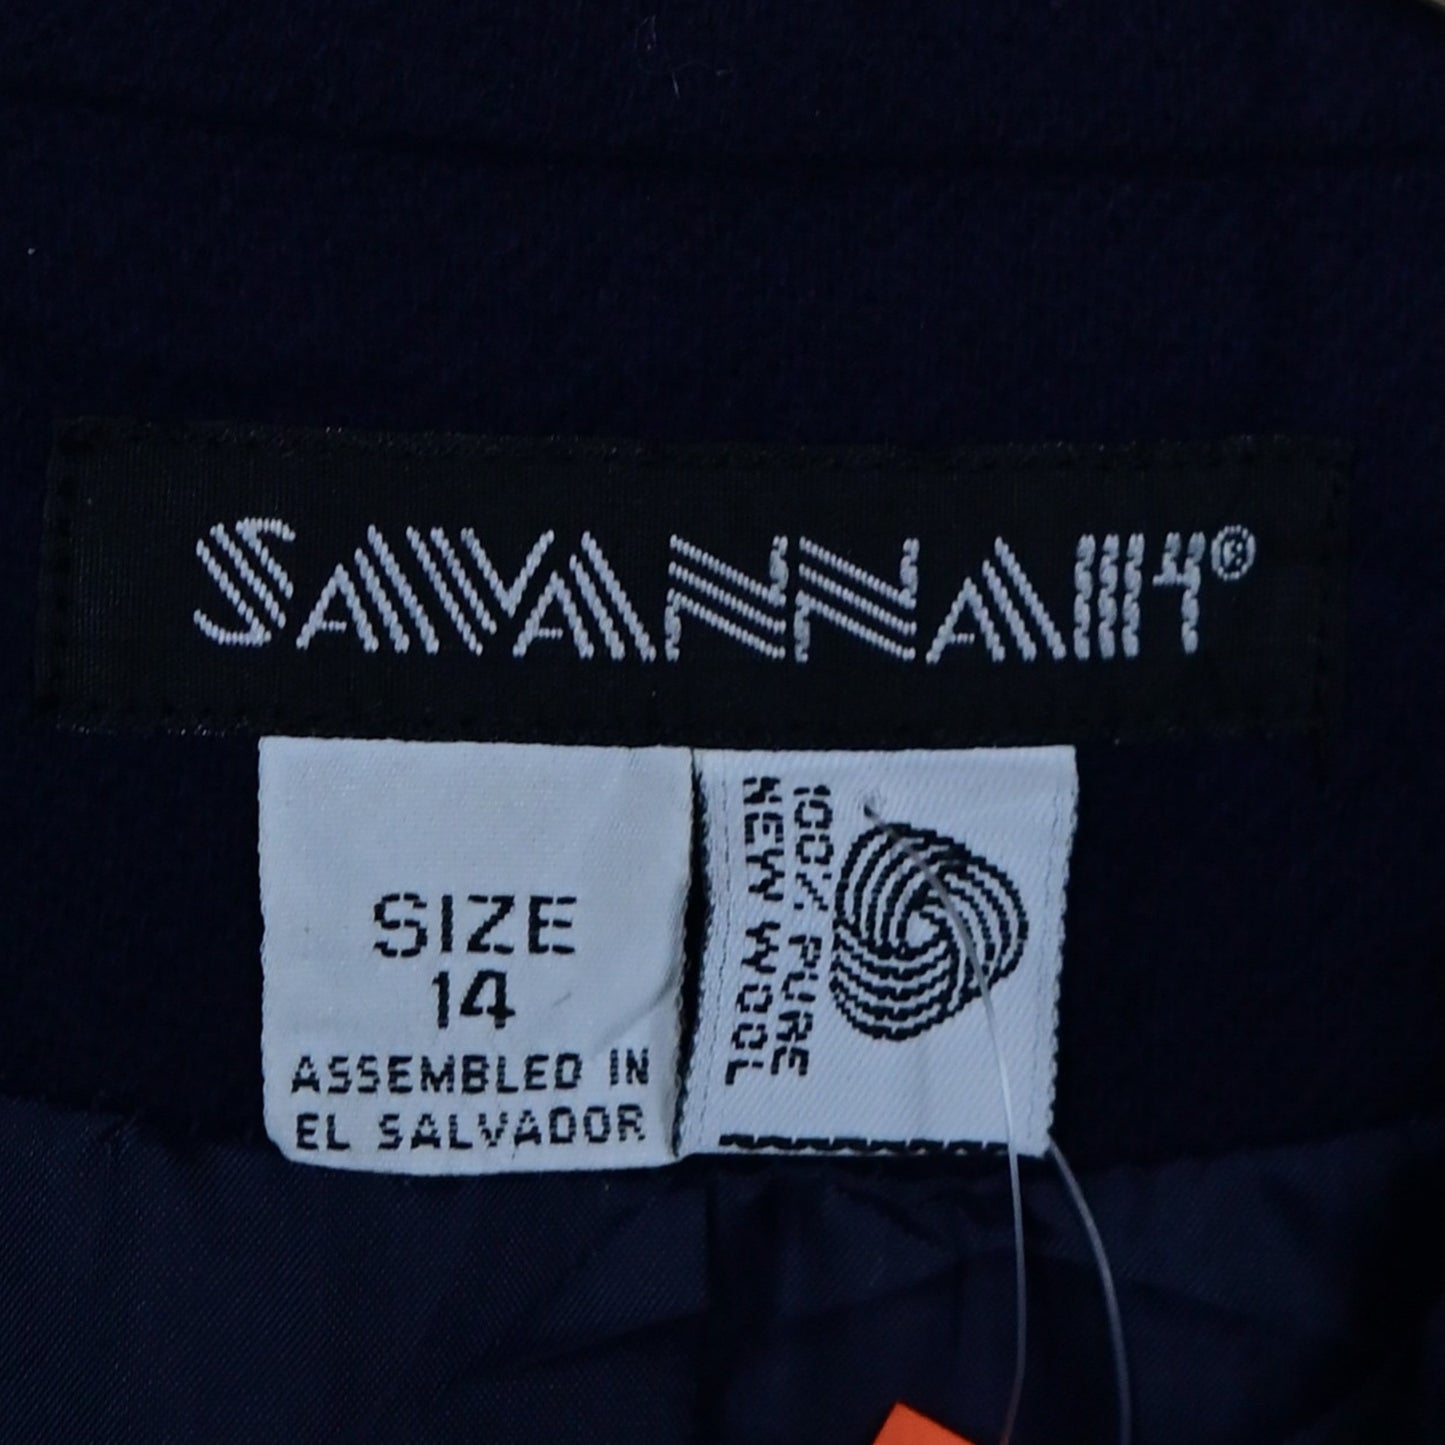 SAVANNAH®
SIZE
14
ASSEMBLED IN
EL SALVADOR
100% PURE
NEW WOOL